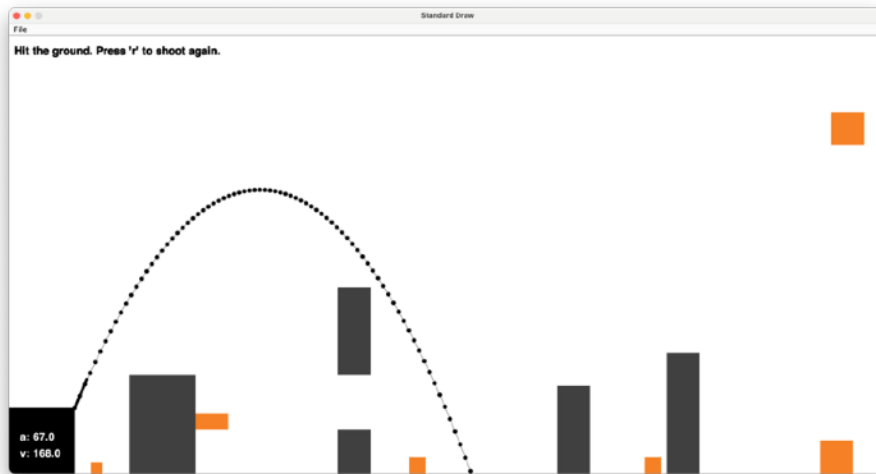 Standard Draw
File
Hit the ground. Press 'r' to shoot again.
a: 67.0
v: 168.0